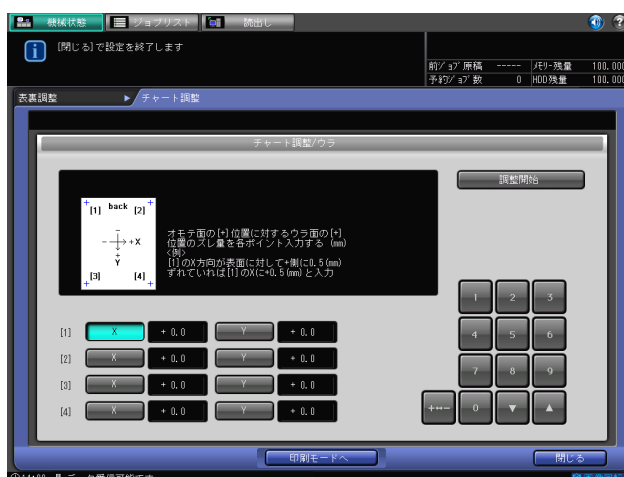 機械状態 ジョブリスト 読出し
[閉じる]で設定を終了します
前ジョブ原稿 ----- メモリー残量 100.000
予約ジョブ数 0 HDD残量 100.000
表裏調整 チャート調整
チャート調整/ウラ
調整開始
[1] back [2]
- +X
+
Y
[3] [4]
オモテ面の[+]位置に対するウラ面の[+]
位置のズレ量を各ポイント入力する (mm)
<例>
[1]のX方向が表面に対して+側に0.5(mm)
ずれていれば[1]のXに+0.5(mm)と入力
[1] X + 0.0 Y + 0.0
[2] X + 0.0 Y + 0.0
[3] X + 0.0 Y + 0.0
[4] X + 0.0 Y + 0.0
1 2 3
4 5 6
7 8 9
+↔- 0 ▼ ▲
印刷モードへ 閉じる